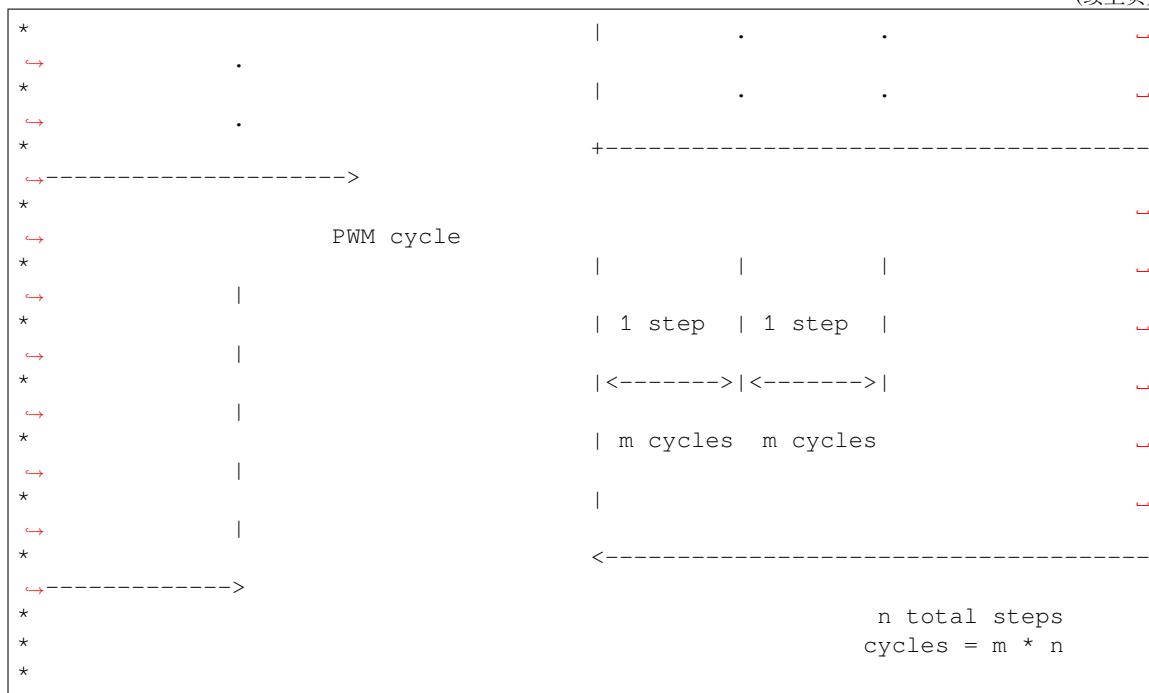 *                                       |         .         .                 ␣
↪             .
*                                       |         .         .                 ␣
↪             .
*                                       +--------------------------------------
↪--------------------->
*                                                                             ␣
↪                    PWM cycle
*                                       |         |         |                 ␣
↪             |
*                                       | 1 step  | 1 step  |                 ␣
↪             |
*                                       |<------->|<------->|                 ␣
↪             |
*                                       | m cycles  m cycles                  ␣
↪             |
*                                       |                                     ␣
↪             |
*                                       <--------------------------------------
↪------------->
*                                                           n total steps
*                                                          cycles = m * n
*